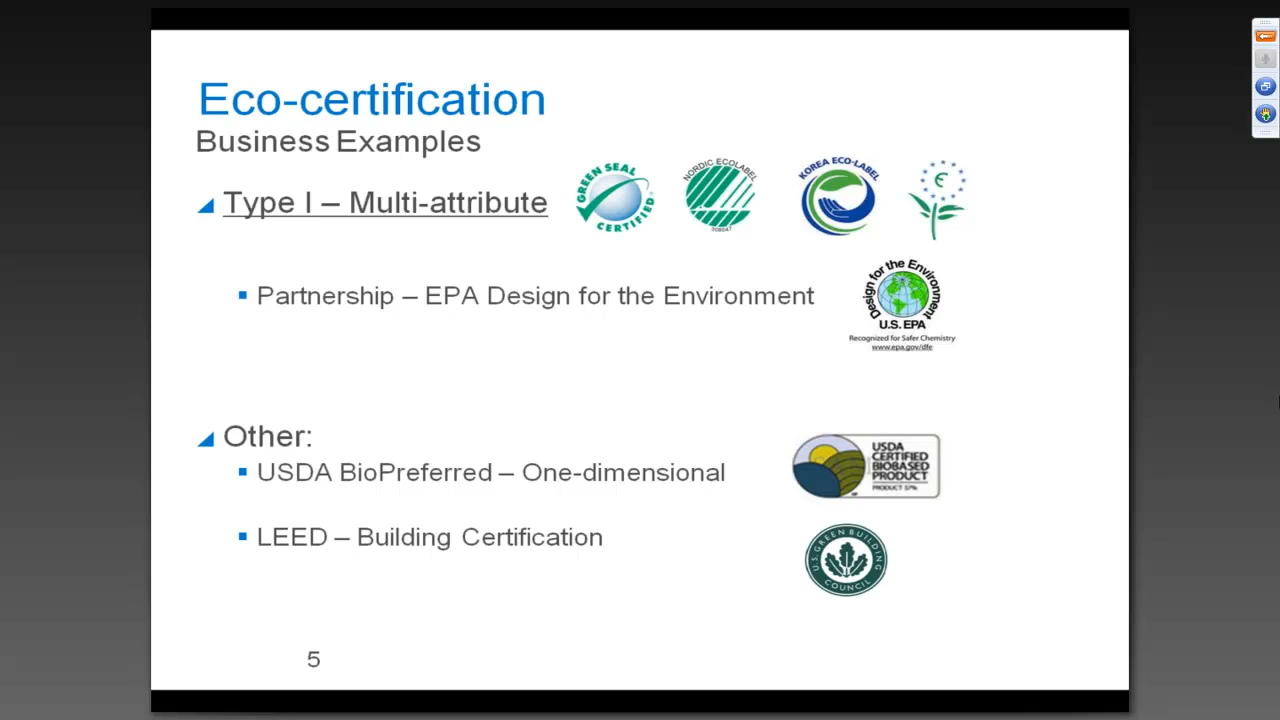 Eco-certification
Business Examples
Type I – Multi-attribute
GREEN SEAL CERTIFIED
NORDIC ECOLABEL
KOREA ECO-LABEL
€
Partnership – EPA Design for the Environment
Design for the Environment
U.S. EPA
Recognized for Safer Chemistry
www.epa.gov/dfe
Other:
USDA BioPreferred – One-dimensional
USDA
CERTIFIED
BIOBASED
PRODUCT
PRODUCT 57%
LEED – Building Certification
U.S. GREEN BUILDING COUNCIL
5